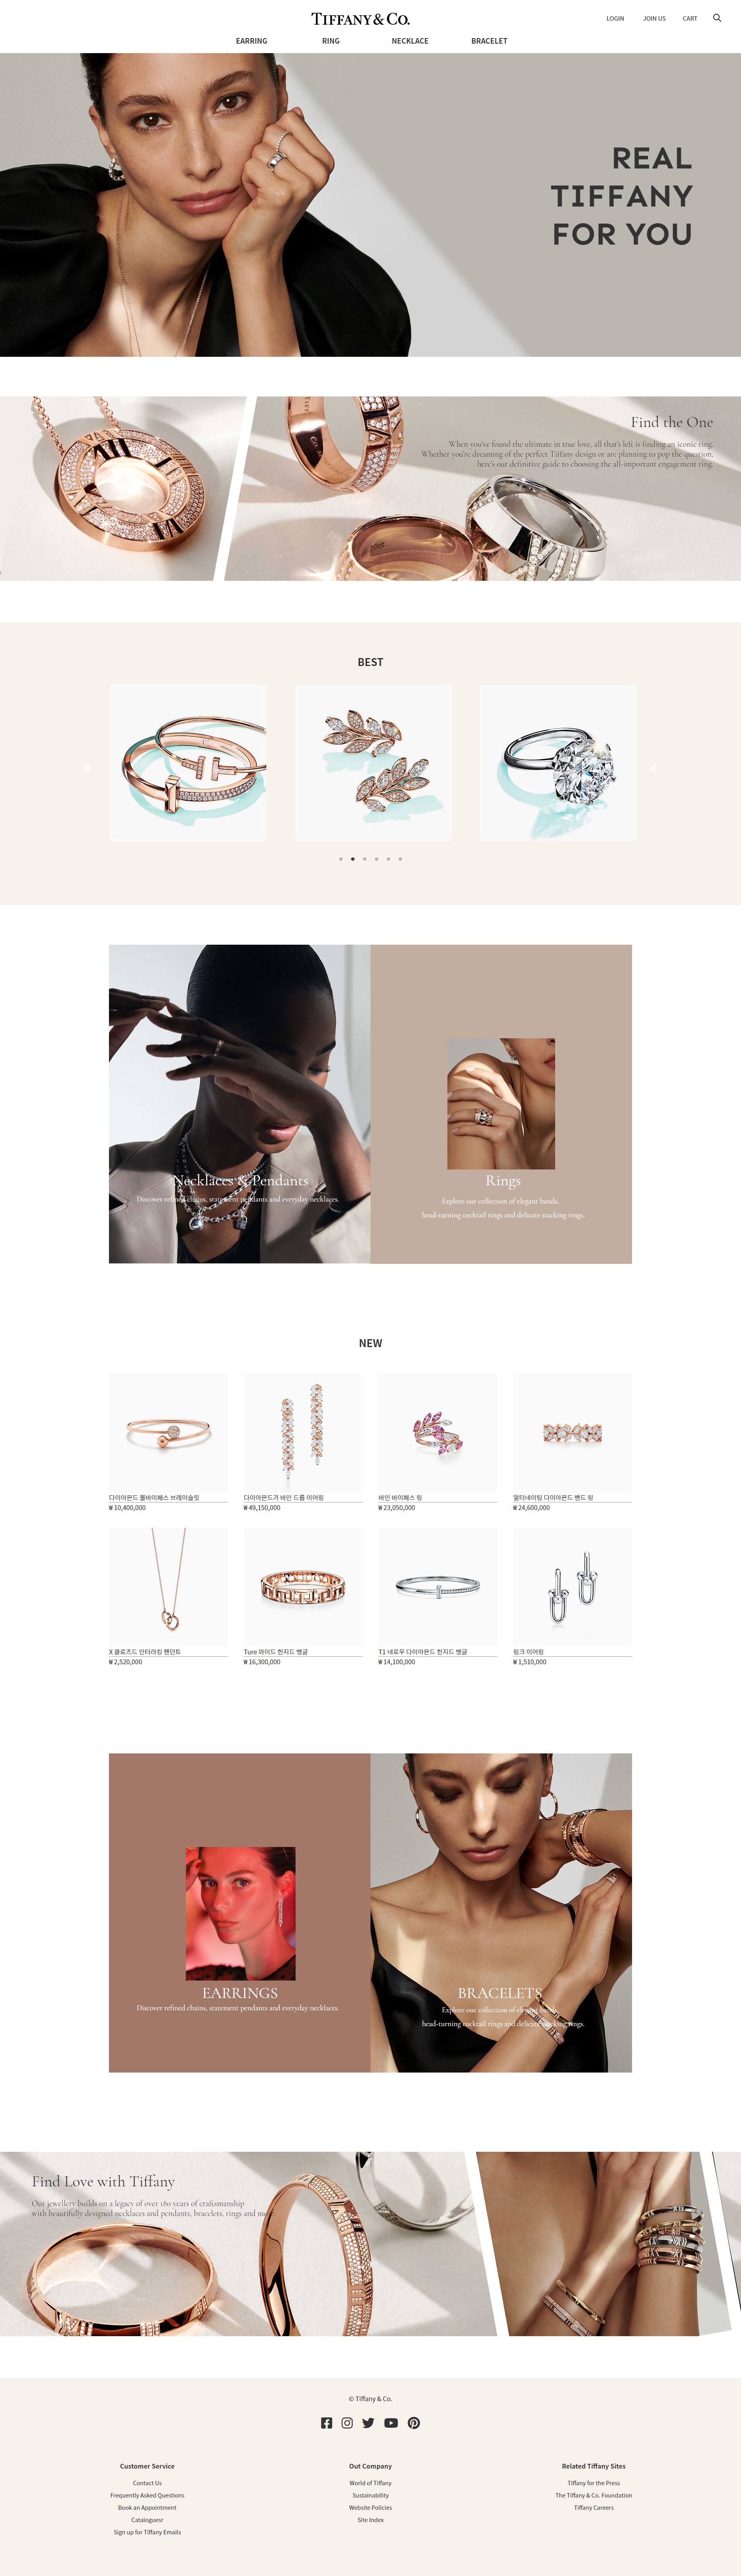 TIFFANY & CO.
LOGIN
JOIN US
CART
EARRING
RING
NECKLACE
BRACELET
REAL
TIFFANY
FOR YOU
Find the One
When you've found the ultimate in true love, all that's left is finding an iconic ring.
Whether you're dreaming of the perfect Tiffany design or are planning to pop the question,
here's our definitive guide to choosing the all-important engagement ring.
BEST
Necklaces & Pendants
Discover refined chains, statement pendants and everyday necklaces.
Rings
Explore our collection of elegant bands,
head-turning cocktail rings and delicate stacking rings.
NEW
다이아몬드 볼바이패스 브레이슬릿
₩ 10,400,000
다이아몬드가 바인 드롭 이어링
₩ 49,150,000
바인 바이패스 링
₩ 23,050,000
얼터네이팅 다이아몬드 밴드 링
₩ 24,600,000
X 클로즈드 인터라킹 펜던트
₩ 2,520,000
Ture 와이드 힌지드 뱅글
₩ 16,300,000
T1 네로우 다이아몬드 힌지드 뱅글
₩ 14,100,000
링크 이어링
₩ 1,510,000
EARRINGS
Discover refined chains, statement pendants and everyday necklaces.
BRACELETS
Explore our collection of elegant bands,
head-turning cocktail rings and delicate stacking rings.
Find Love with Tiffany
Our jewellery builds on a legacy of over 180 years of craftsmanship
with beautifully designed necklaces and pendants, bracelets, rings and more.
© Tiffany & Co.
Customer Service
Contact Us
Frequently Asked Questions
Book an Appointment
Cataloguesr
Sign up for Tiffany Emails
Out Company
World of Tiffany
Sustainability
Website Policies
Site Index
Related Tiffany Sites
Tiffany for the Press
The Tiffany & Co. Foundation
Tiffany Careers